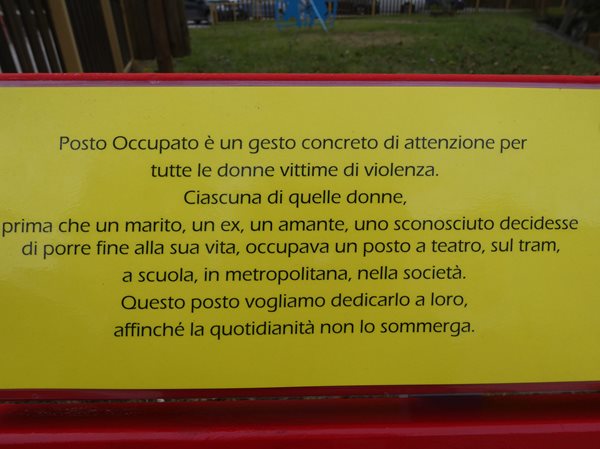 Posto Occupato è un gesto concreto di attenzione per
tutte le donne vittime di violenza.
Ciascuna di quelle donne,
prima che un marito, un ex, un amante, uno sconosciuto decidesse
di porre fine alla sua vita, occupava un posto a teatro, sul tram,
a scuola, in metropolitana, nella società.
Questo posto vogliamo dedicarlo a loro,
affinché la quotidianità non lo sommerga.